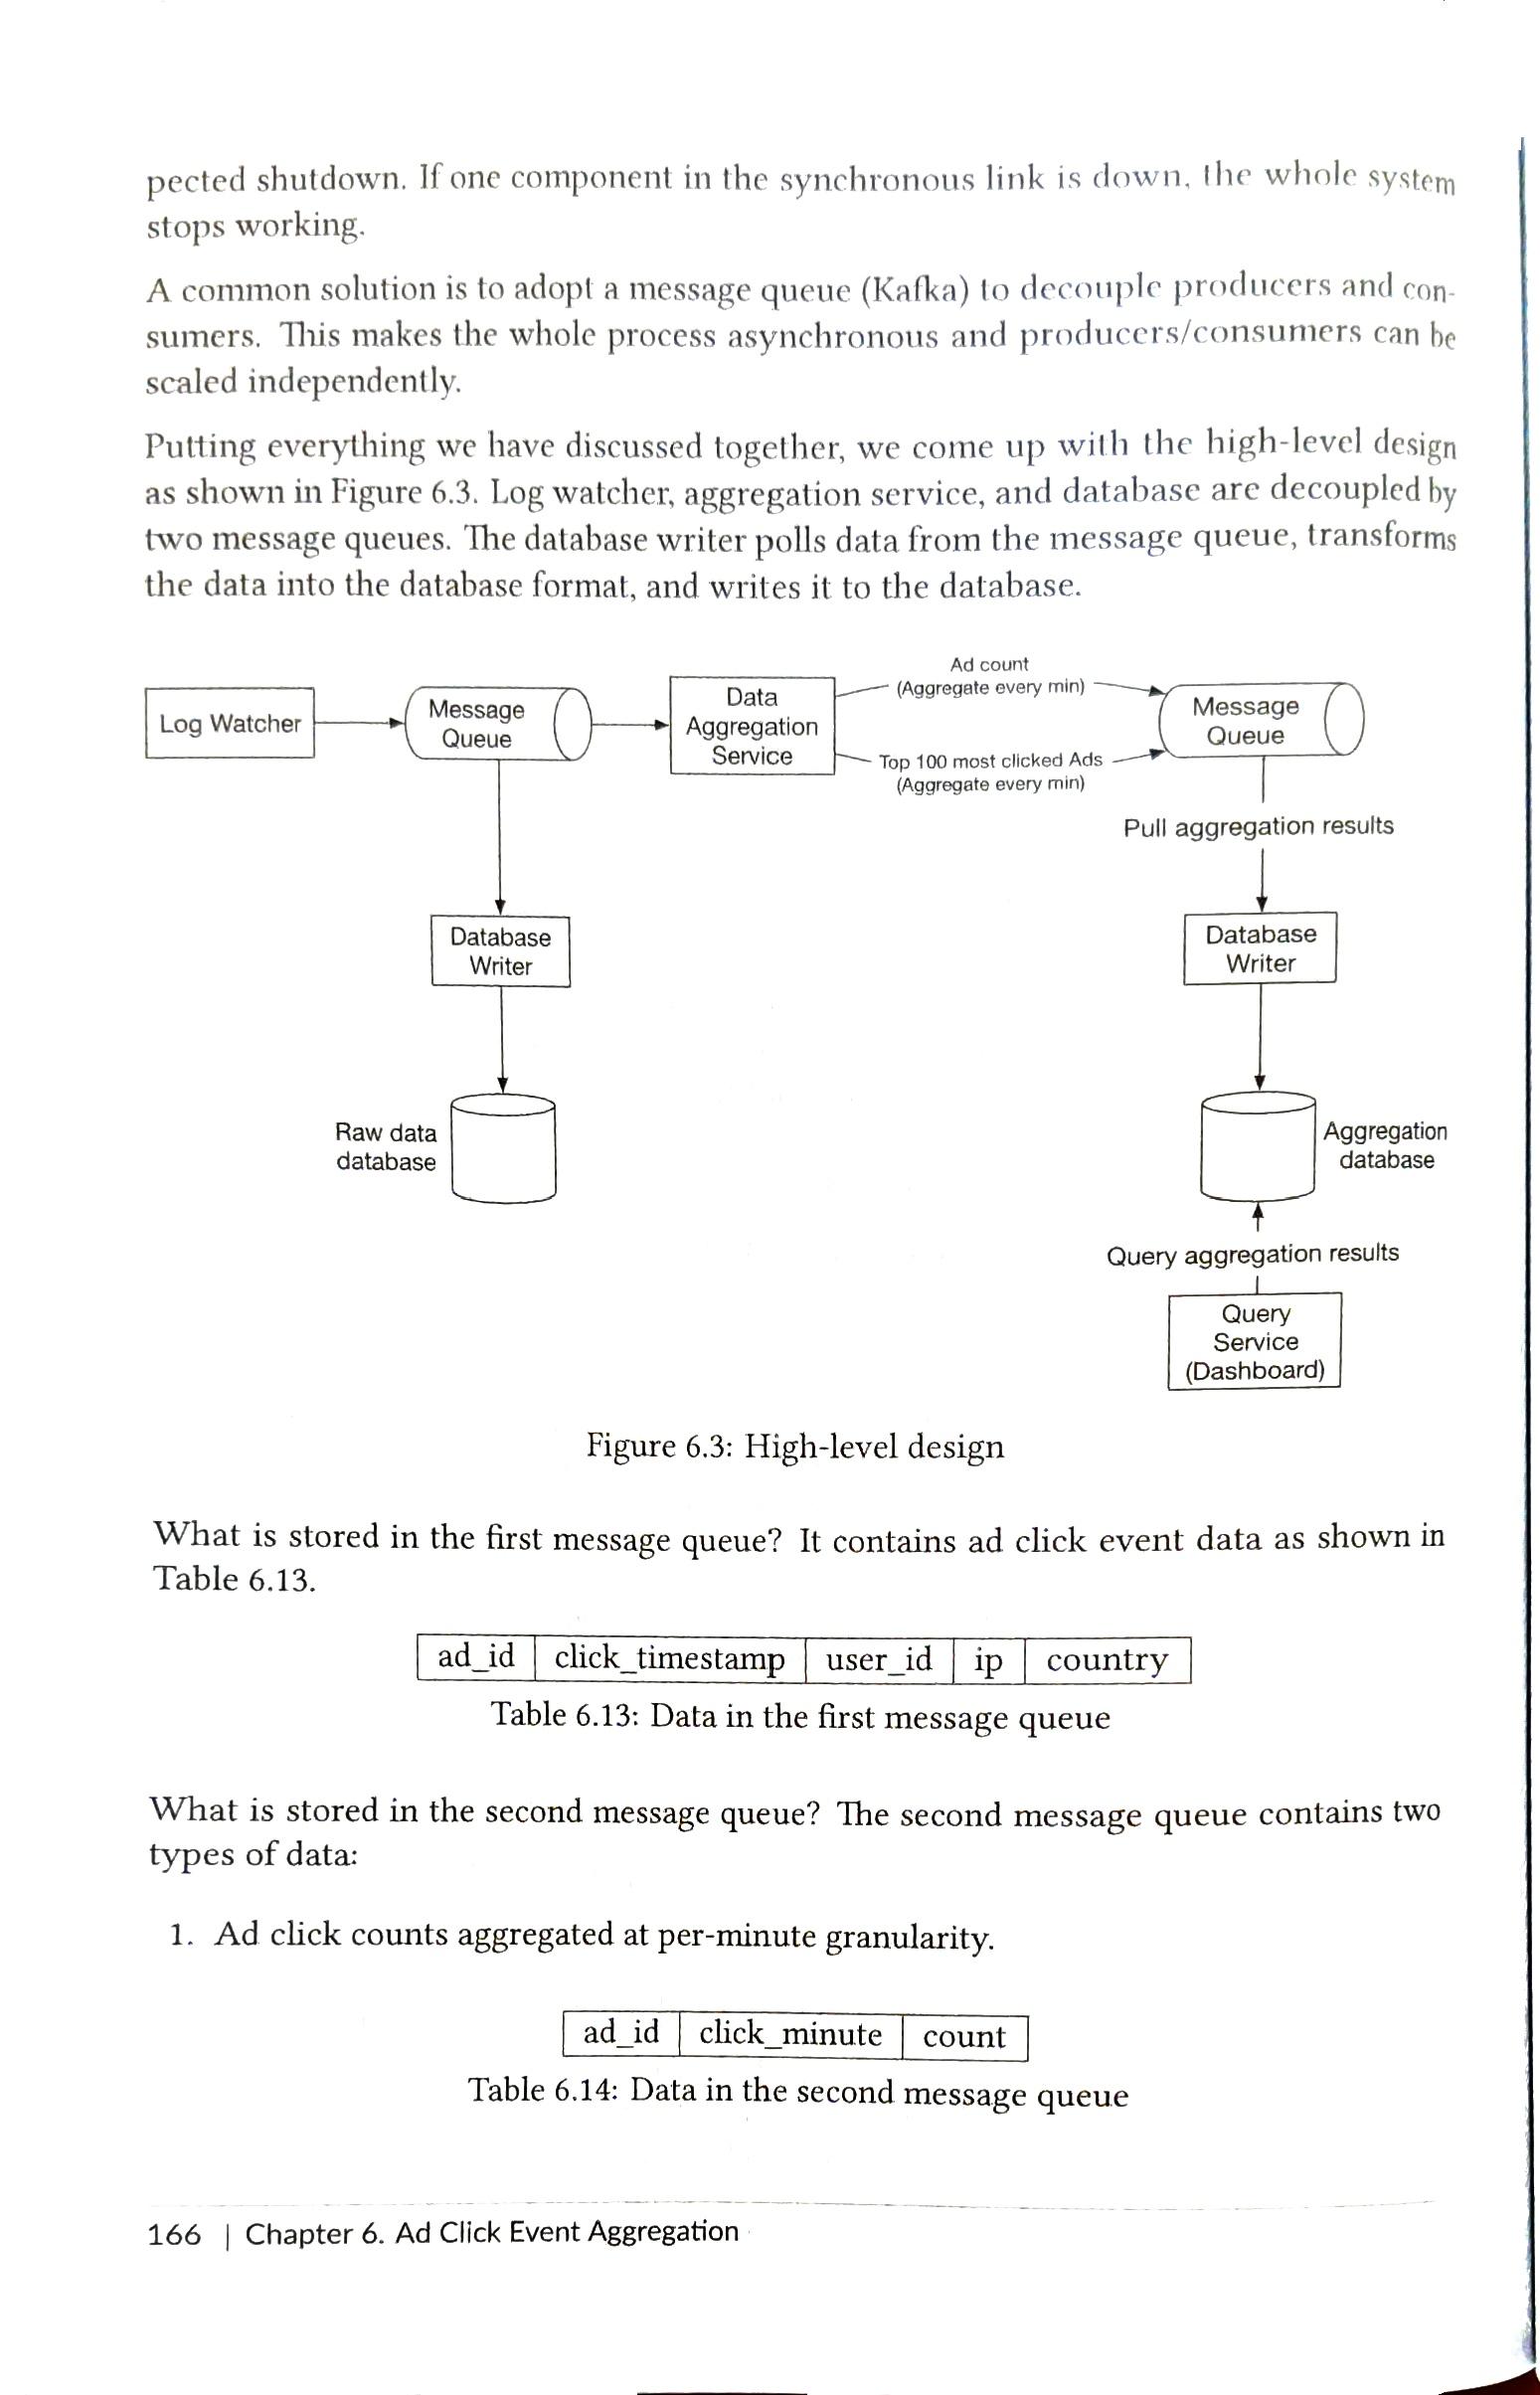 pected shutdown. If one component in the synchronous link is down, the whole system
stops working.
A common solution is to adopt a message queue (Kafka) to decouple producers and con-
sumers. This makes the whole process asynchronous and producers/consumers can be
scaled independently.
Putting everything we have discussed together, we come up with the high-level design
as shown in Figure 6.3. Log watcher, aggregation service, and database are decoupled by
two message queues. The database writer polls data from the message queue, transforms
the data into the database format, and writes it to the database.
Log Watcher
Message
Queue
Data
Aggregation
Service
Ad count
(Aggregate every min)
Top 100 most clicked Ads
(Aggregate every min)
Message
Queue
Pull aggregation results
Database
Writer
Database
Writer
Raw data
database
Aggregation
database
Query aggregation results
Query
Service
(Dashboard)
Figure 6.3: High-level design
What is stored in the first message queue? It contains ad click event data as shown in
Table 6.13.
ad_id click_timestamp user_id ip country
Table 6.13: Data in the first message queue
What is stored in the second message queue? The second message queue contains two
types of data:
1. Ad click counts aggregated at per-minute granularity.
ad_id click_minute count
Table 6.14: Data in the second message queue
166 | Chapter 6. Ad Click Event Aggregation